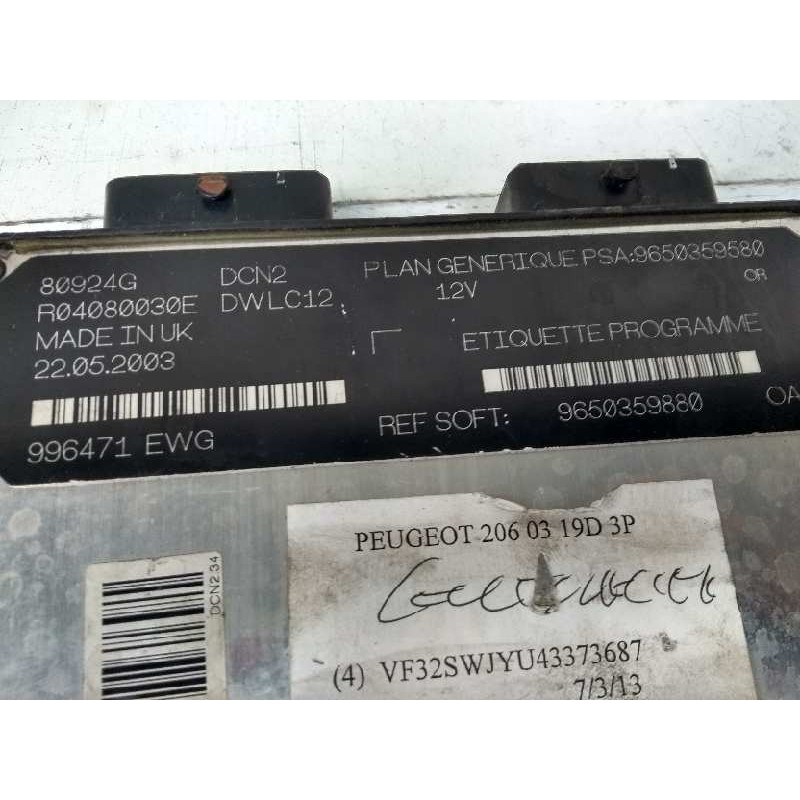 80924G DCN2 PLAN GENERIQUE PSA:9650359580
R04080030E DWLC12 12V OR
MADE IN UK ETIQUETTE PROGRAMME
22.05.2003
REF SOFT: 9650359880 OA
996471 EWG
PEUGEOT 206 03 19D 3P
DCN2 34
(4) VF32SWJYU43373687
7/3/13